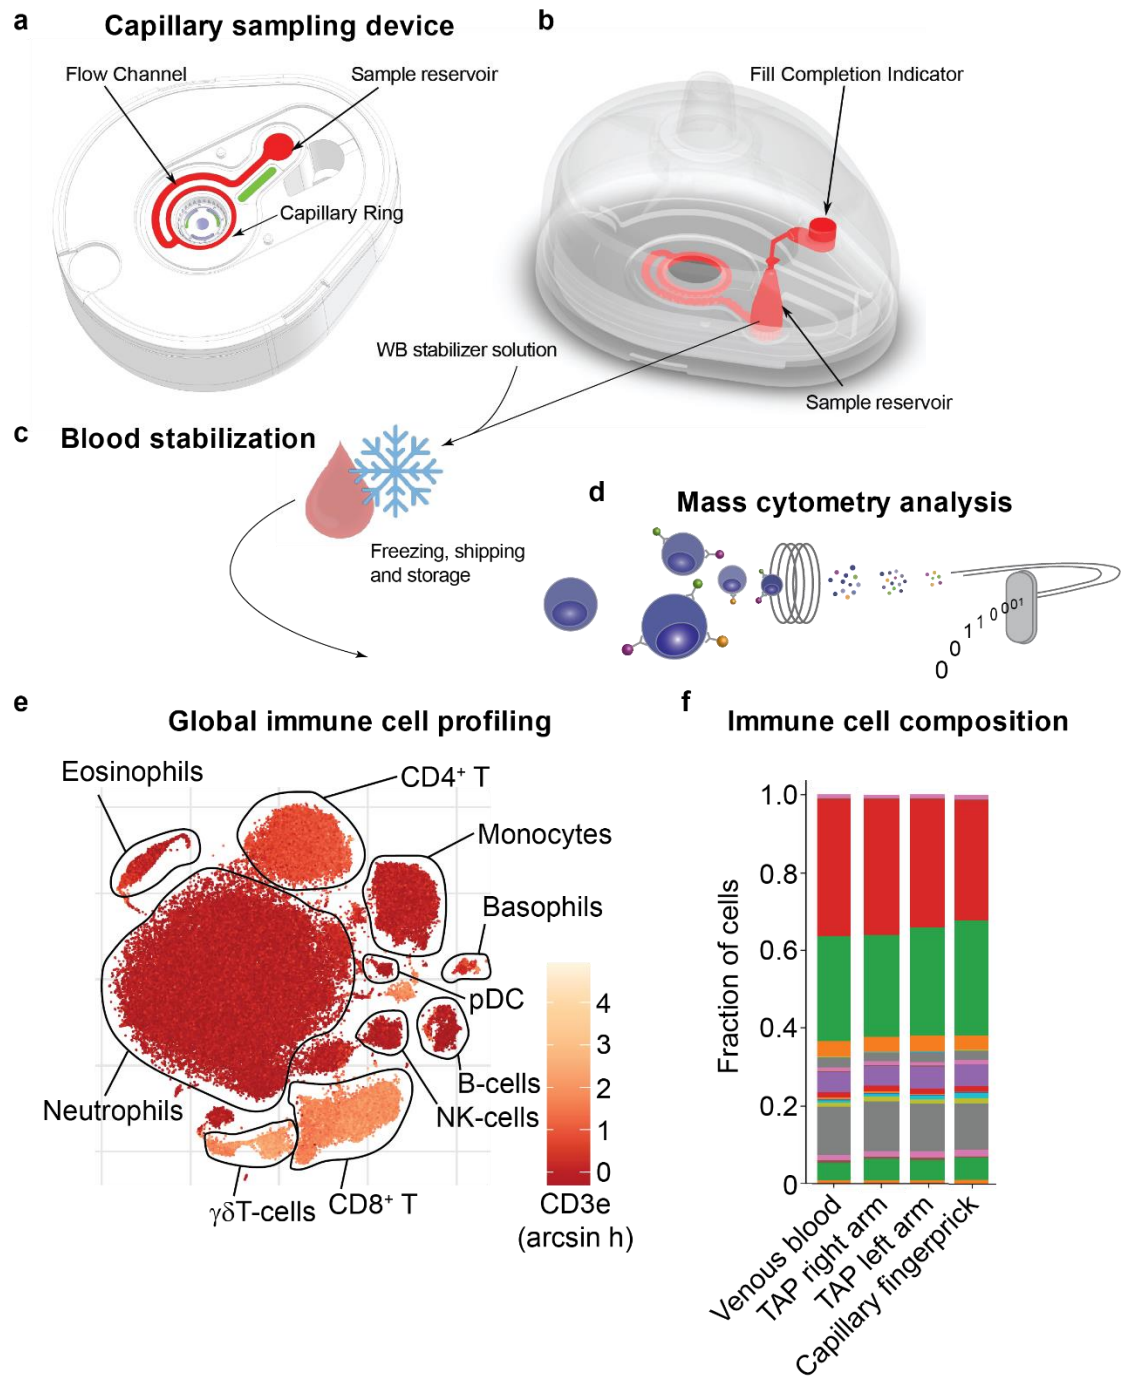 a
Capillary sampling device
b
Flow Channel
Sample reservoir
Fill Completion Indicator
Capillary Ring
WB stabilizer solution
Sample reservoir
c
Blood stabilization
d
Mass cytometry analysis
Freezing, shipping
and storage
0 0 1 1 0 0 0 1
e
Global immune cell profiling
f
Immune cell composition
Eosinophils
CD4⁺ T
Monocytes
Basophils
pDC
B-cells
NK-cells
Neutrophils
γδT-cells
CD8⁺ T
4
3
2
1
0
CD3e
(arcsin h)
Fraction of cells
1.0
0.8
0.6
0.4
0.2
0
Venous blood
TAP right arm
TAP left arm
Capillary fingerprick